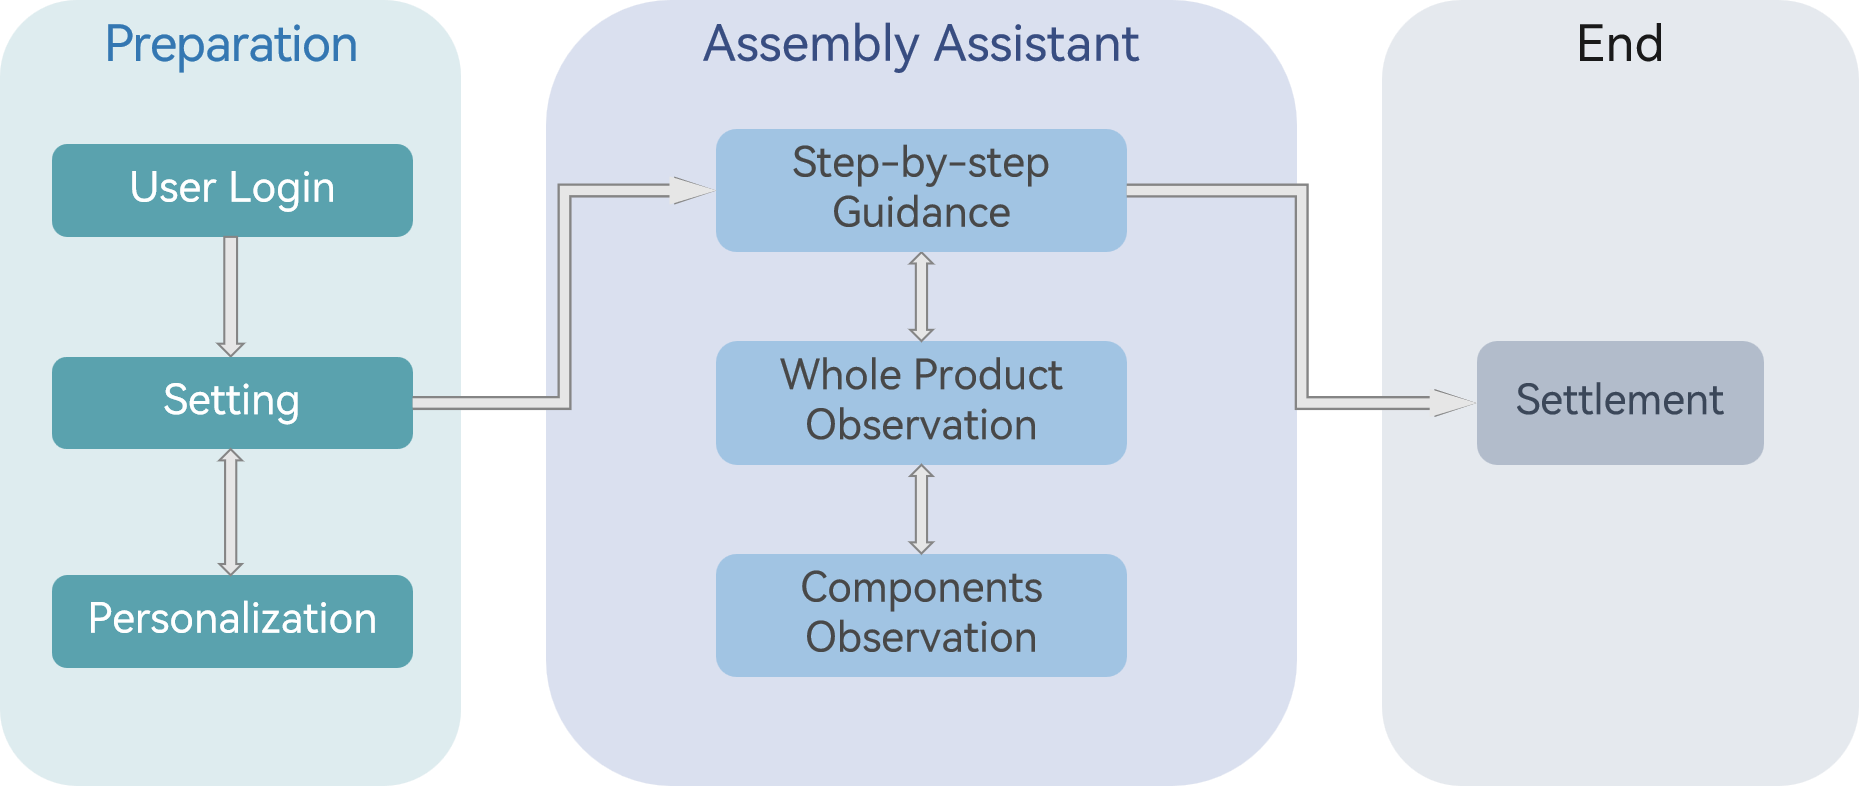 Preparation
User Login
Setting
Personalization
Assembly Assistant
Step-by-step
Guidance
Whole Product
Observation
Components
Observation
End
Settlement